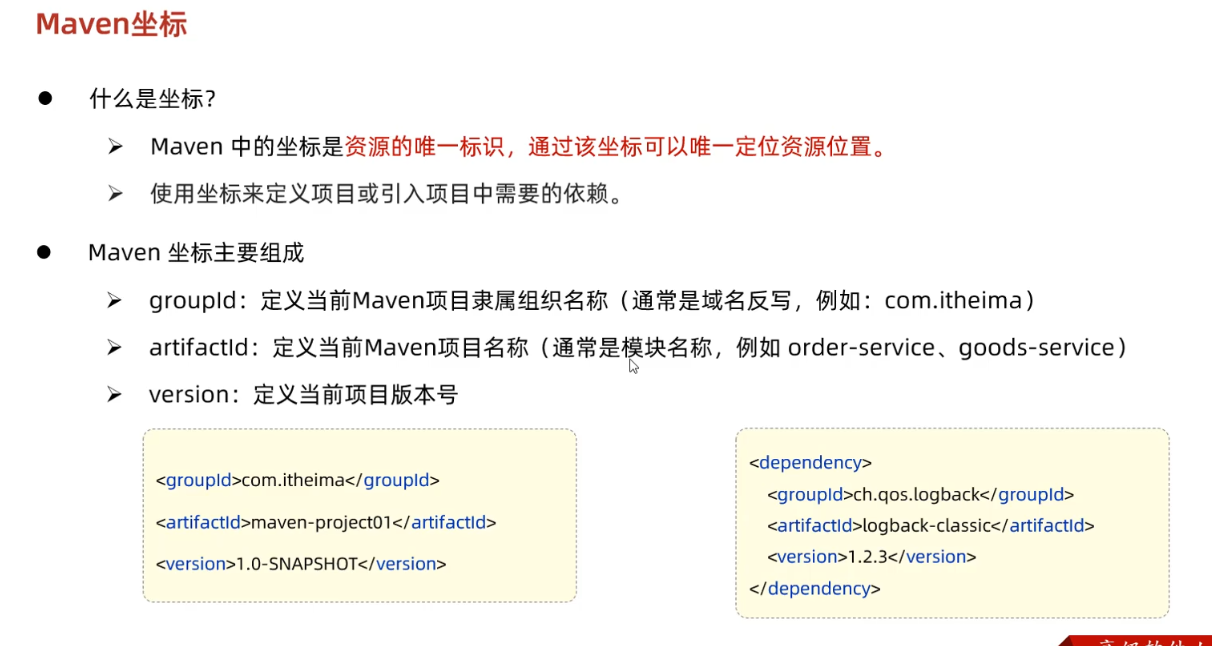 Maven坐标
什么是坐标?
Maven 中的坐标是资源的唯一标识，通过该坐标可以唯一定位资源位置。
使用坐标来定义项目或引入项目中需要的依赖。
Maven 坐标主要组成
groupId：定义当前Maven项目隶属组织名称（通常是域名反写，例如：com.itheima）
artifactId：定义当前Maven项目名称（通常是模块名称，例如 order-service、goods-service）
version：定义当前项目版本号
<groupId>com.itheima</groupId>
<artifactId>maven-project01</artifactId>
<version>1.0-SNAPSHOT</version>
<dependency>
<groupId>ch.qos.logback</groupId>
<artifactId>logback-classic</artifactId>
<version>1.2.3</version>
</dependency>